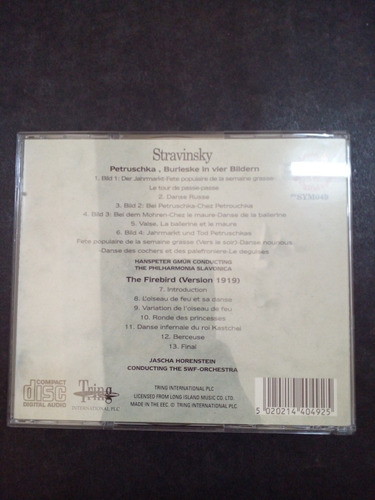 Stravinsky
Petruschka , Burleske in vier Bildern
1. Bild 1: Der Jahrmarkt-Fete populaire de la semaine grasse
Le tour de passe-passe
2. Danse Russe
3. Bild 2: Bei Petruschka-Chez Petrouchka
4. Bild 3: Bei dem Mohren-Chez le maure-Danse de la ballerina
5. Valse, La ballerina et la maure
6. Bild 4: Jahrmarkt und Tod Petruschkas
Fete populaire de la semaine grasse (Vers le soir)-Danse
Danse des cochers et des palefreniers-Le deguises
HANSPETER GMÜR CONDUCTING
THE PHILHARMONIA SLAVONICA
The Firebird (Version 1919)
7. Introduction
8. L'oiseau de feu et sa danse
9. Variation de l'oiseau de feu
10. Ronde des princesses
11. Danse infernale du roi Kastchai
12. Berceuse
13. Final
JASCHA HORENSTEIN
CONDUCTING THE SWF-ORCHESTRA
COMPACT
disc
DIGITAL AUDIO
Tring
INTERNATIONAL PLC
TRING INTERNATIONAL PLC
LICENSED FROM LONG ISLAND MUSIC CO. LTD.
MADE IN THE EEC © TRING INTERNATIONAL PLC
5 020214 404925